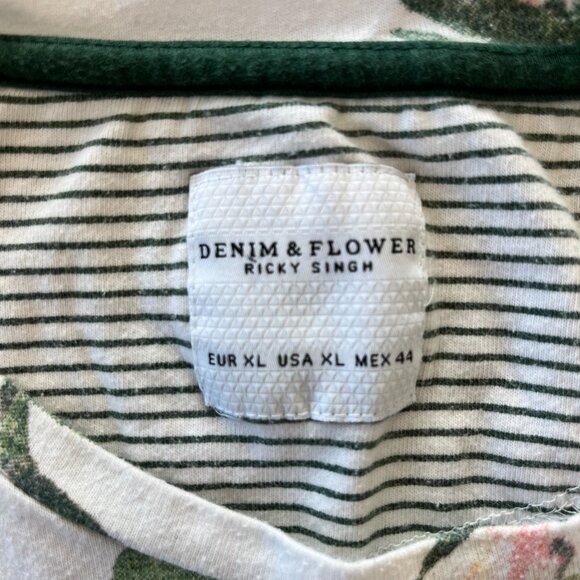 DENIM & FLOWER
RICKY SINGH
EUR XL USA XL MEX 44